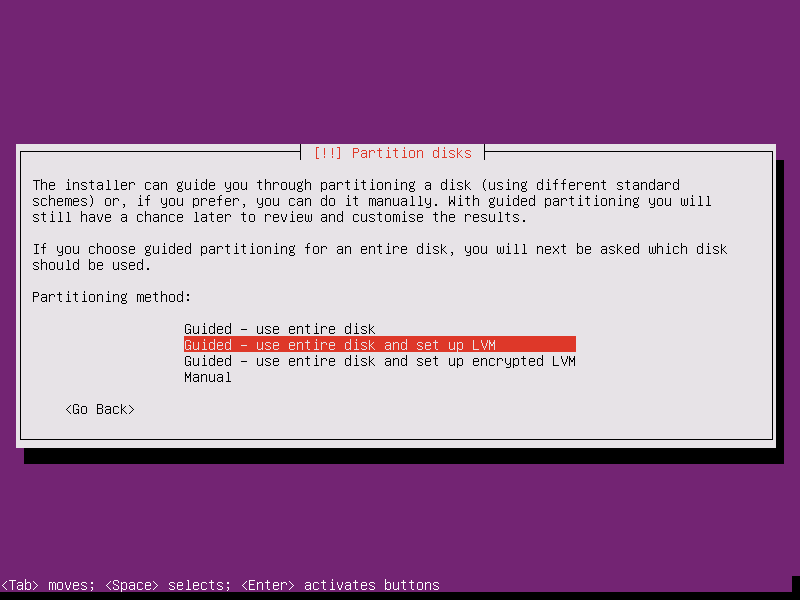 [!!] Partition disks
The installer can guide you through partitioning a disk (using different standard
schemes) or, if you prefer, you can do it manually. With guided partitioning you will
still have a chance later to review and customise the results.
If you choose guided partitioning for an entire disk, you will next be asked which disk
should be used.
Partitioning method:
Guided - use entire disk
Guided - use entire disk and set up LVM
Guided - use entire disk and set up encrypted LVM
Manual
<Go Back>
<Tab> moves; <Space> selects; <Enter> activates buttons